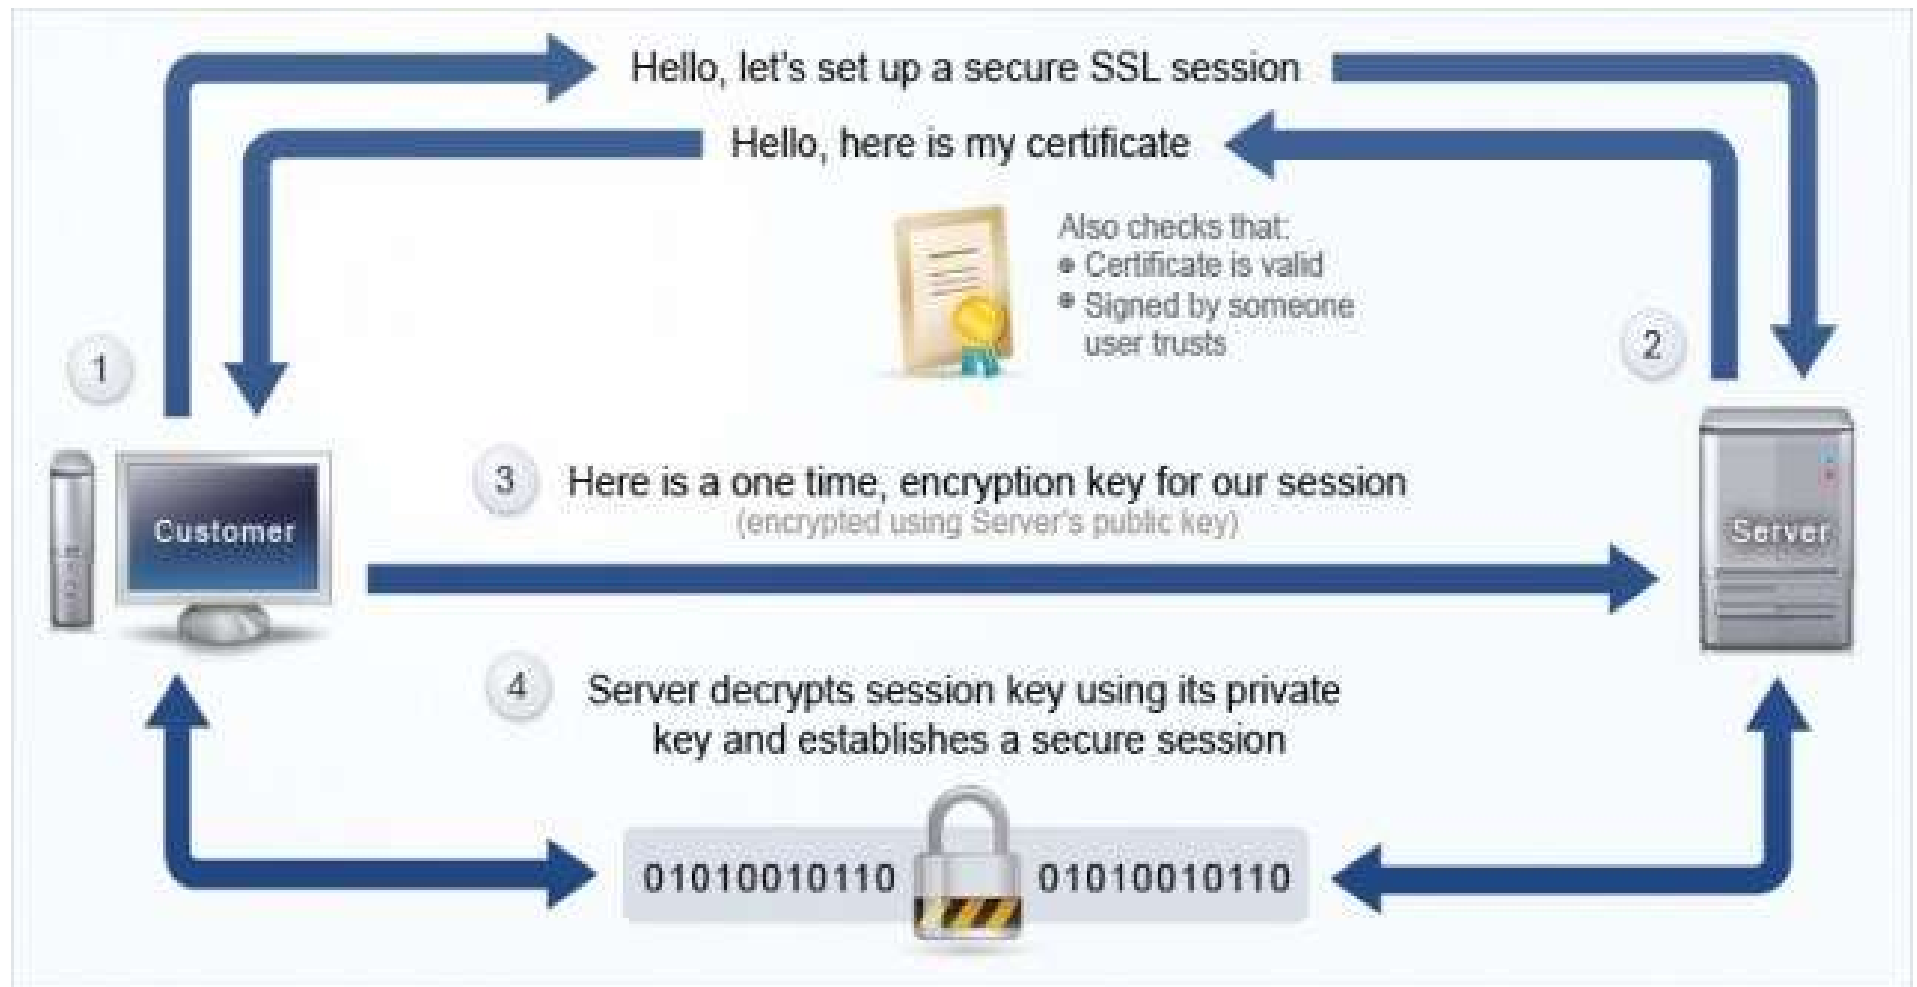 Hello, let's set up a secure SSL session
Hello, here is my certificate
Also checks that:
Certificate is valid
Signed by someone
user trusts
1
2
3
Here is a one time, encryption key for our session
(encrypted using Server's public key)
Customer
Server
4
Server decrypts session key using its private
key and establishes a secure session
01010010110
01010010110